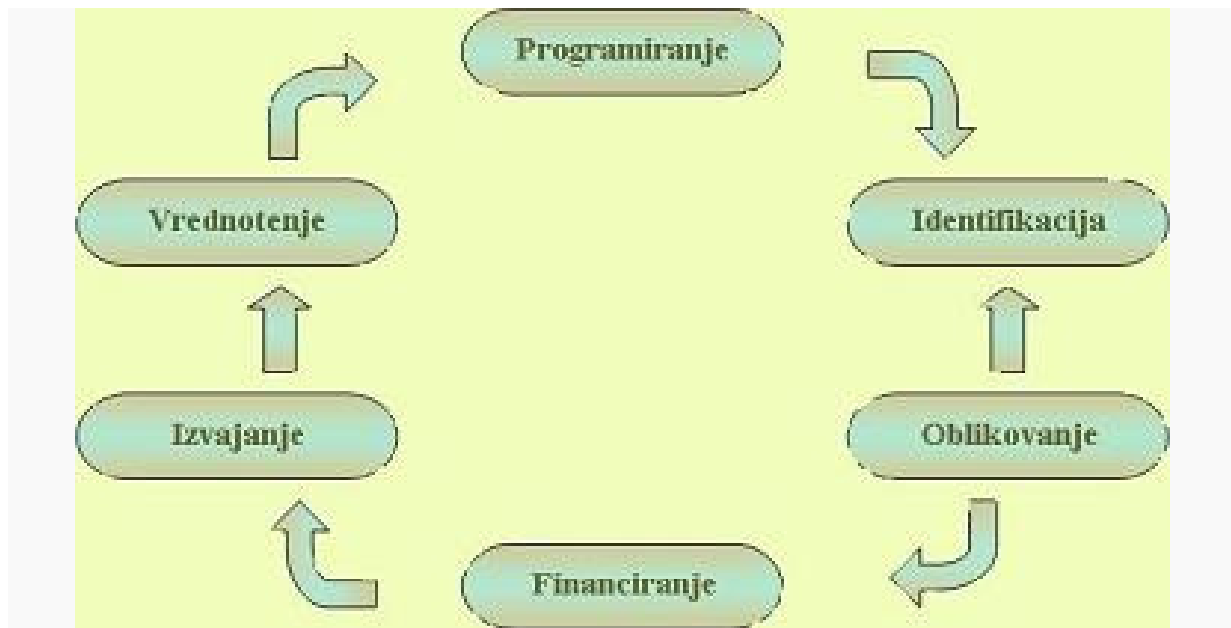 Programiranje
Vrednotenje
Identifikacija
Izvajanje
Oblikovanje
Financiranje